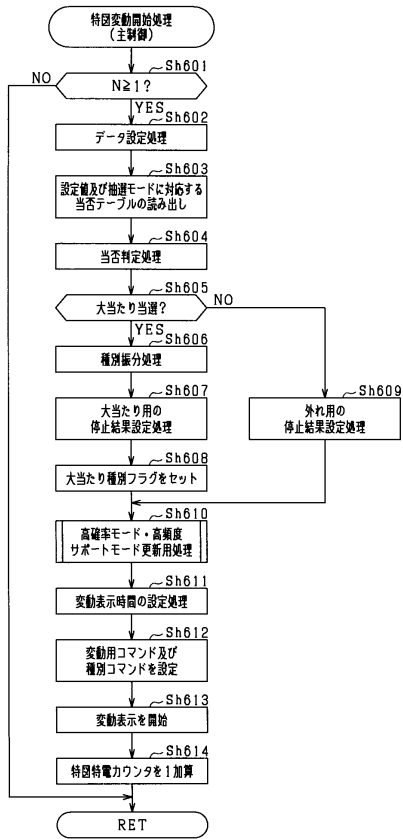 特図変動開始処理
(主制御)
Sh601
N≧1?
NO
YES
Sh602
データ設定処理
Sh603
設定値及び抽選モードに対応する
当否テーブルの読み出し
Sh604
当否判定処理
Sh605
大当たり当選?
NO
YES
Sh606
種別振分処理
Sh607
大当たり用の
停止結果設定処理
Sh609
外れ用の
停止結果設定処理
Sh608
大当たり種別フラグをセット
Sh610
高確率モード・高頻度
サポートモード更新用処理
Sh611
変動表示時間の設定処理
Sh612
変動用コマンド及び
種別コマンドを設定
Sh613
変動表示を開始
Sh614
特図特電カウンタを1加算
RET